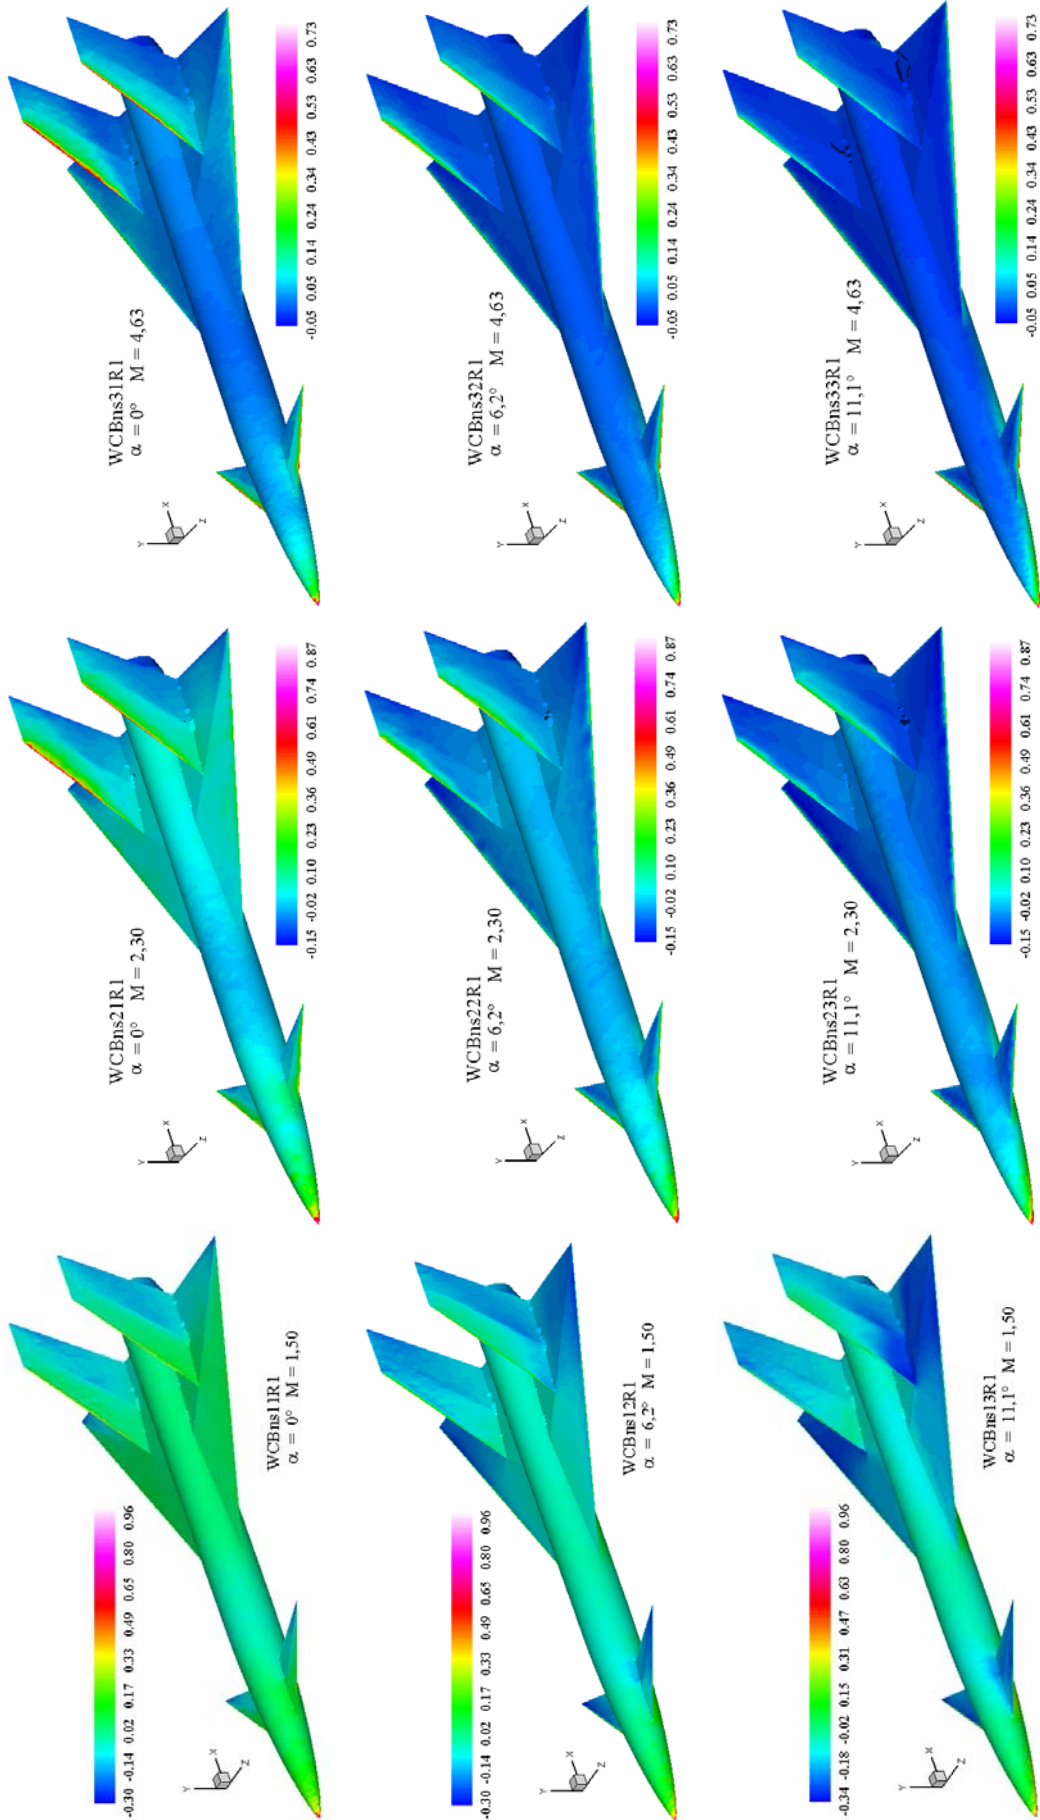 WCBns31R1
α = 0° M = 4,63
Y
X
Z
-0.05 0.05 0.14 0.24 0.34 0.43 0.53 0.63 0.73
WCBns32R1
α = 6,2° M = 4,63
Y
X
Z
-0.05 0.05 0.14 0.24 0.34 0.43 0.53 0.63 0.73
WCBns33R1
α = 11,1° M = 4,63
Y
X
Z
-0.05 0.05 0.14 0.24 0.34 0.43 0.53 0.63 0.73
WCBns21R1
α = 0° M = 2,30
Y
X
Z
-0.15 -0.02 0.10 0.23 0.36 0.49 0.61 0.74 0.87
WCBns22R1
α = 6,2° M = 2,30
Y
X
Z
-0.15 -0.02 0.10 0.23 0.36 0.49 0.61 0.74 0.87
WCBns23R1
α = 11,1° M = 2,30
Y
X
Z
-0.15 -0.02 0.10 0.23 0.36 0.49 0.61 0.74 0.87
-0.30 -0.14 0.02 0.17 0.33 0.49 0.65 0.80 0.96
WCBns11R1
α = 0° M = 1,50
Y
X
Z
-0.30 -0.14 0.02 0.17 0.33 0.49 0.65 0.80 0.96
WCBns12R1
α = 6,2° M = 1,50
Y
X
Z
-0.34 -0.18 -0.02 0.15 0.31 0.47 0.63 0.80 0.96
WCBns13R1
α = 11,1° M = 1,50
Y
X
Z